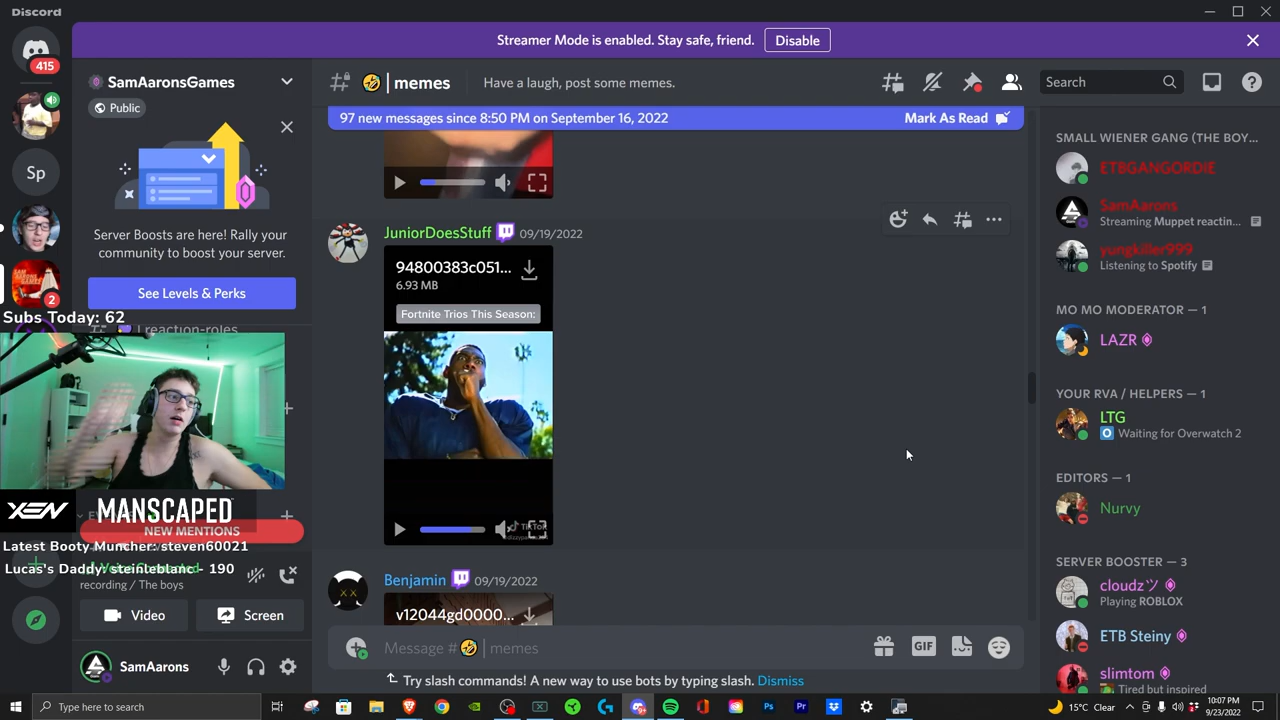 Discord
Streamer Mode is enabled. Stay safe, friend.
Disable
415
Sp
2
SamAaronsGames
Public
Server Boosts are here! Rally your
community to boost your server.
See Levels & Perks
reaction-roles
Subs Today: 62
XEN
MANSCAPED
NEW MENTIONS
Latest Booty Muncher: steven60021
Lucas's Daddy: steinleblanc - 190
recording / The boys
Video
Screen
SamAarons
memes
Have a laugh, post some memes.
Search
97 new messages since 8:50 PM on September 16, 2022
Mark As Read
JuniorDoesStuff
09/19/2022
94800383c051...
6.93 MB
Fortnite Trios This Season:
TikTok
Benjamin
09/19/2022
v12044gd0000...
Message #
memes
GIF
Try slash commands! A new way to use bots by typing slash.
Dismiss
SMALL WIENER GANG (THE BOY...
ETBGANGORDIE
SamAarons
Streaming Muppet reactin...
yungkiller999
Listening to Spotify
MO MO MODERATOR — 1
LAZR
YOUR RVA / HELPERS — 1
LTG
Waiting for Overwatch 2
EDITORS — 1
Nurvy
SERVER BOOSTER — 3
cloudzツ
Playing ROBLOX
ETB Steiny
slimtom
Tired but inspired
Type here to search
15°C Clear
10:07 PM
9/23/2022